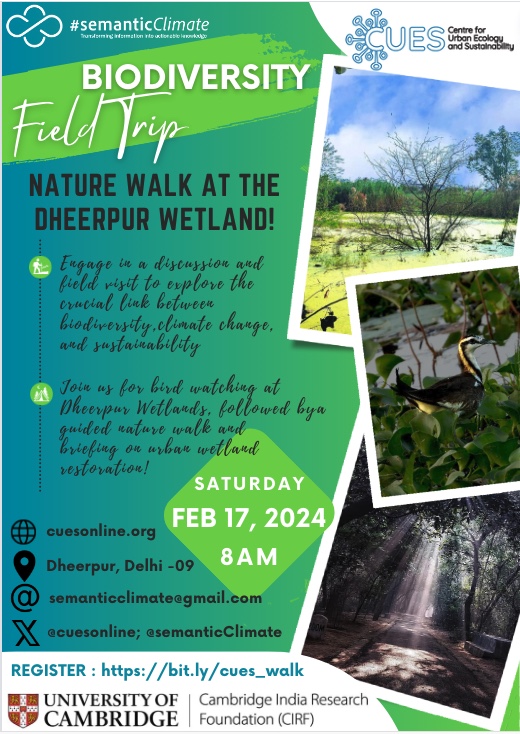 #semanticClimate
Transforming information into actionable knowledge
CUES
Centre for
Urban Ecology
and Sustainability
BIODIVERSITY
Field Trip
NATURE WALK AT THE
DHEERPUR WETLAND!
Engage in a discussion and
field visit to explore the
crucial link between
biodiversity,climate change,
and sustainability
Join us for bird watching at
Dheerpur Wetlands, followed bya
guided nature walk and
briefing on urban wetland
restoration!
SATURDAY
FEB 17, 2024
8AM
cuesonline.org
Dheerpur, Delhi -09
@ semanticclimate@gmail.com
X @cuesonline; @semanticClimate
REGISTER : https://bit.ly/cues_walk
UNIVERSITY OF
CAMBRIDGE
Cambridge India Research
Foundation (CIRF)